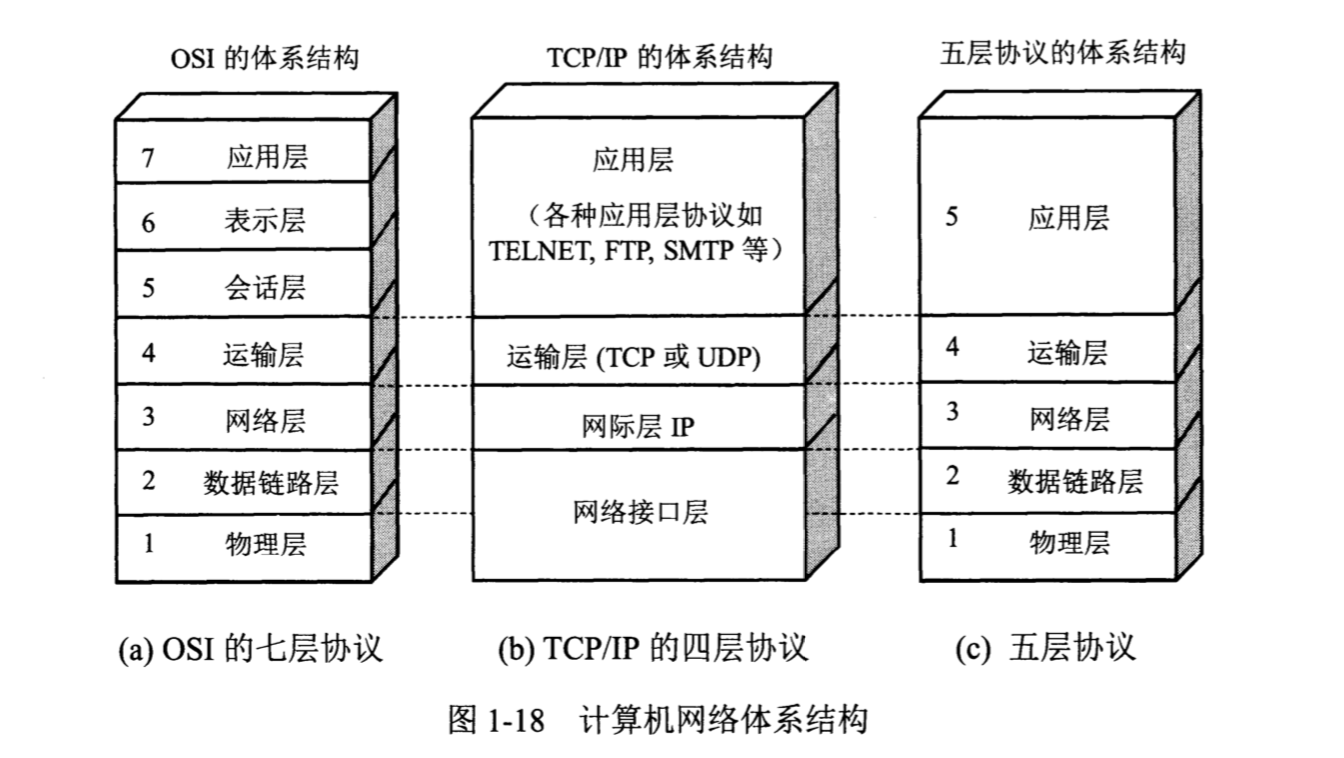 OSI 的体系结构
7 应用层
6 表示层
5 会话层
4 运输层
3 网络层
2 数据链路层
1 物理层
(a) OSI 的七层协议
TCP/IP 的体系结构
应用层
（各种应用层协议如
TELNET, FTP, SMTP 等）
运输层 (TCP 或 UDP)
网际层 IP
网络接口层
(b) TCP/IP 的四层协议
五层协议的体系结构
5 应用层
4 运输层
3 网络层
2 数据链路层
1 物理层
(c) 五层协议
图 1-18 计算机网络体系结构